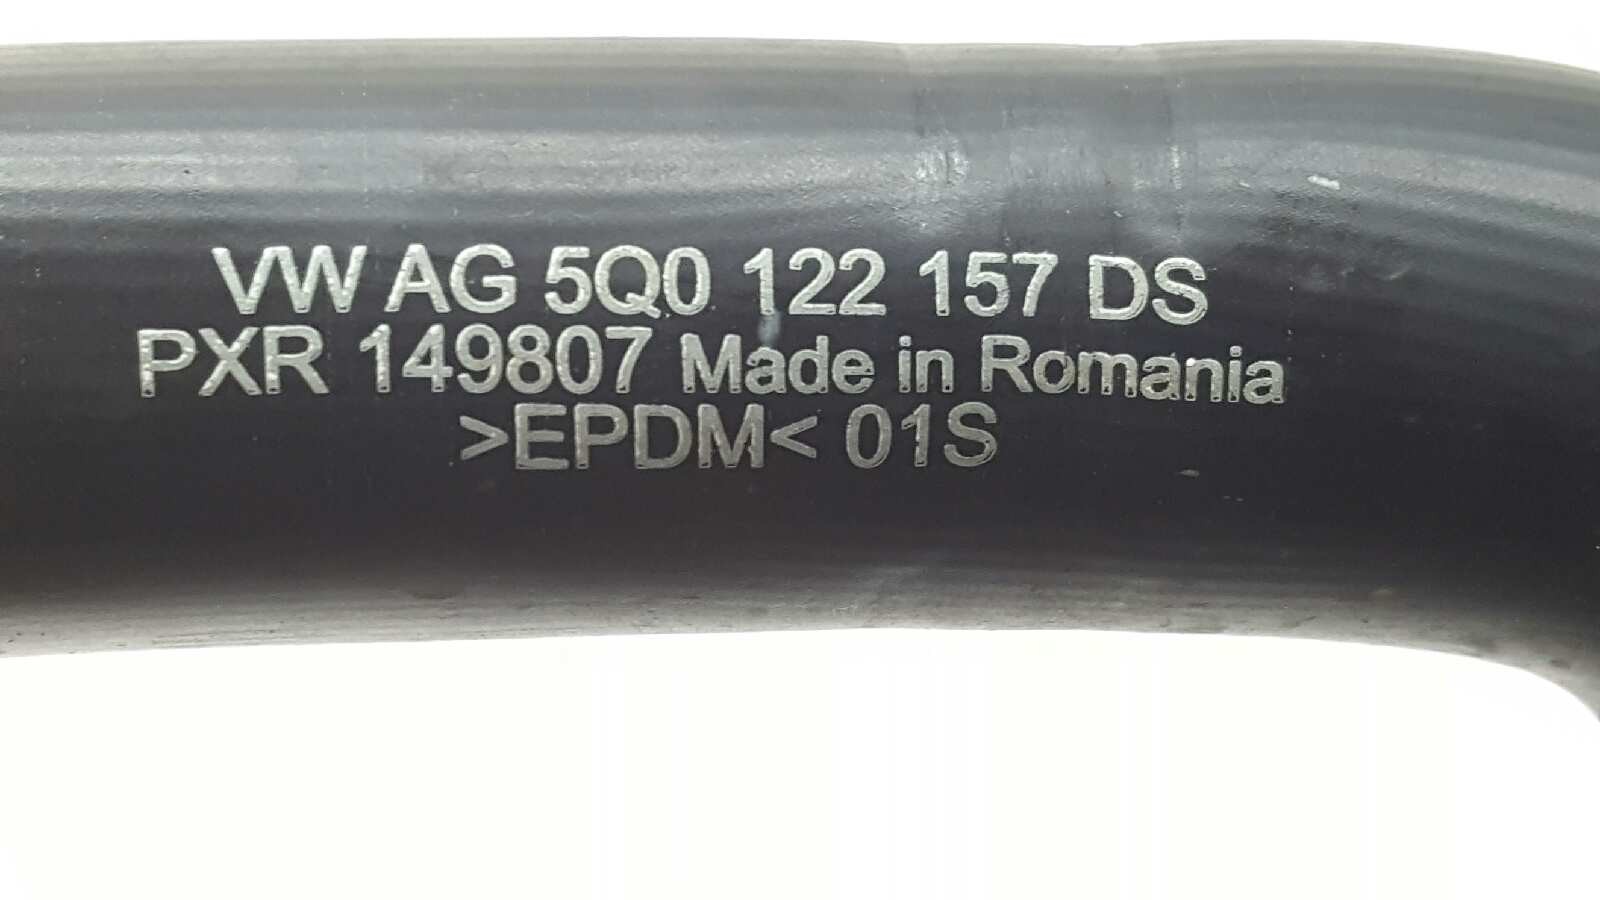 VW AG 5Q0 122 157 DS
PXR 149807 Made in Romania
>EPDM< 01S